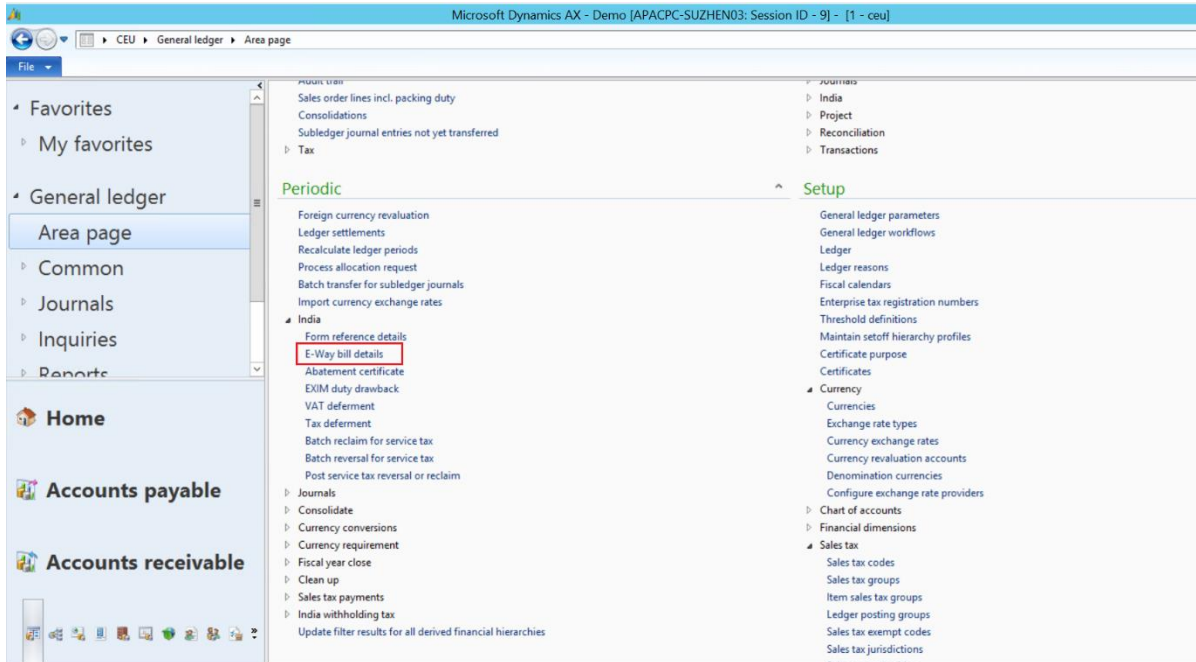 Microsoft Dynamics AX - Demo [APACPC-SUZHEN03: Session ID - 9] - [1 - ceu]
CEU General ledger Area page
File
Favorites
My favorites
General ledger
Area page
Common
Journals
Inquiries
Reports
Home
Accounts payable
Accounts receivable
Audit trail
Sales order lines incl. packing duty
Consolidations
Subledger journal entries not yet transferred
Tax
Periodic
Foreign currency revaluation
Ledger settlements
Recalculate ledger periods
Process allocation request
Batch transfer for subledger journals
Import currency exchange rates
India
Form reference details
E-Way bill details
Abatement certificate
EXIM duty drawback
VAT deferment
Tax deferment
Batch reclaim for service tax
Batch reversal for service tax
Post service tax reversal or reclaim
Journals
Consolidate
Currency conversions
Currency requirement
Fiscal year close
Clean up
Sales tax payments
India withholding tax
Update filter results for all derived financial hierarchies
Journals
India
Project
Reconciliation
Transactions
Setup
General ledger parameters
General ledger workflows
Ledger
Ledger reasons
Fiscal calendars
Enterprise tax registration numbers
Threshold definitions
Maintain setoff hierarchy profiles
Certificate purpose
Certificates
Currency
Currencies
Exchange rate types
Currency exchange rates
Currency revaluation accounts
Denomination currencies
Configure exchange rate providers
Chart of accounts
Financial dimensions
Sales tax
Sales tax codes
Sales tax groups
Item sales tax groups
Ledger posting groups
Sales tax exempt codes
Sales tax jurisdictions